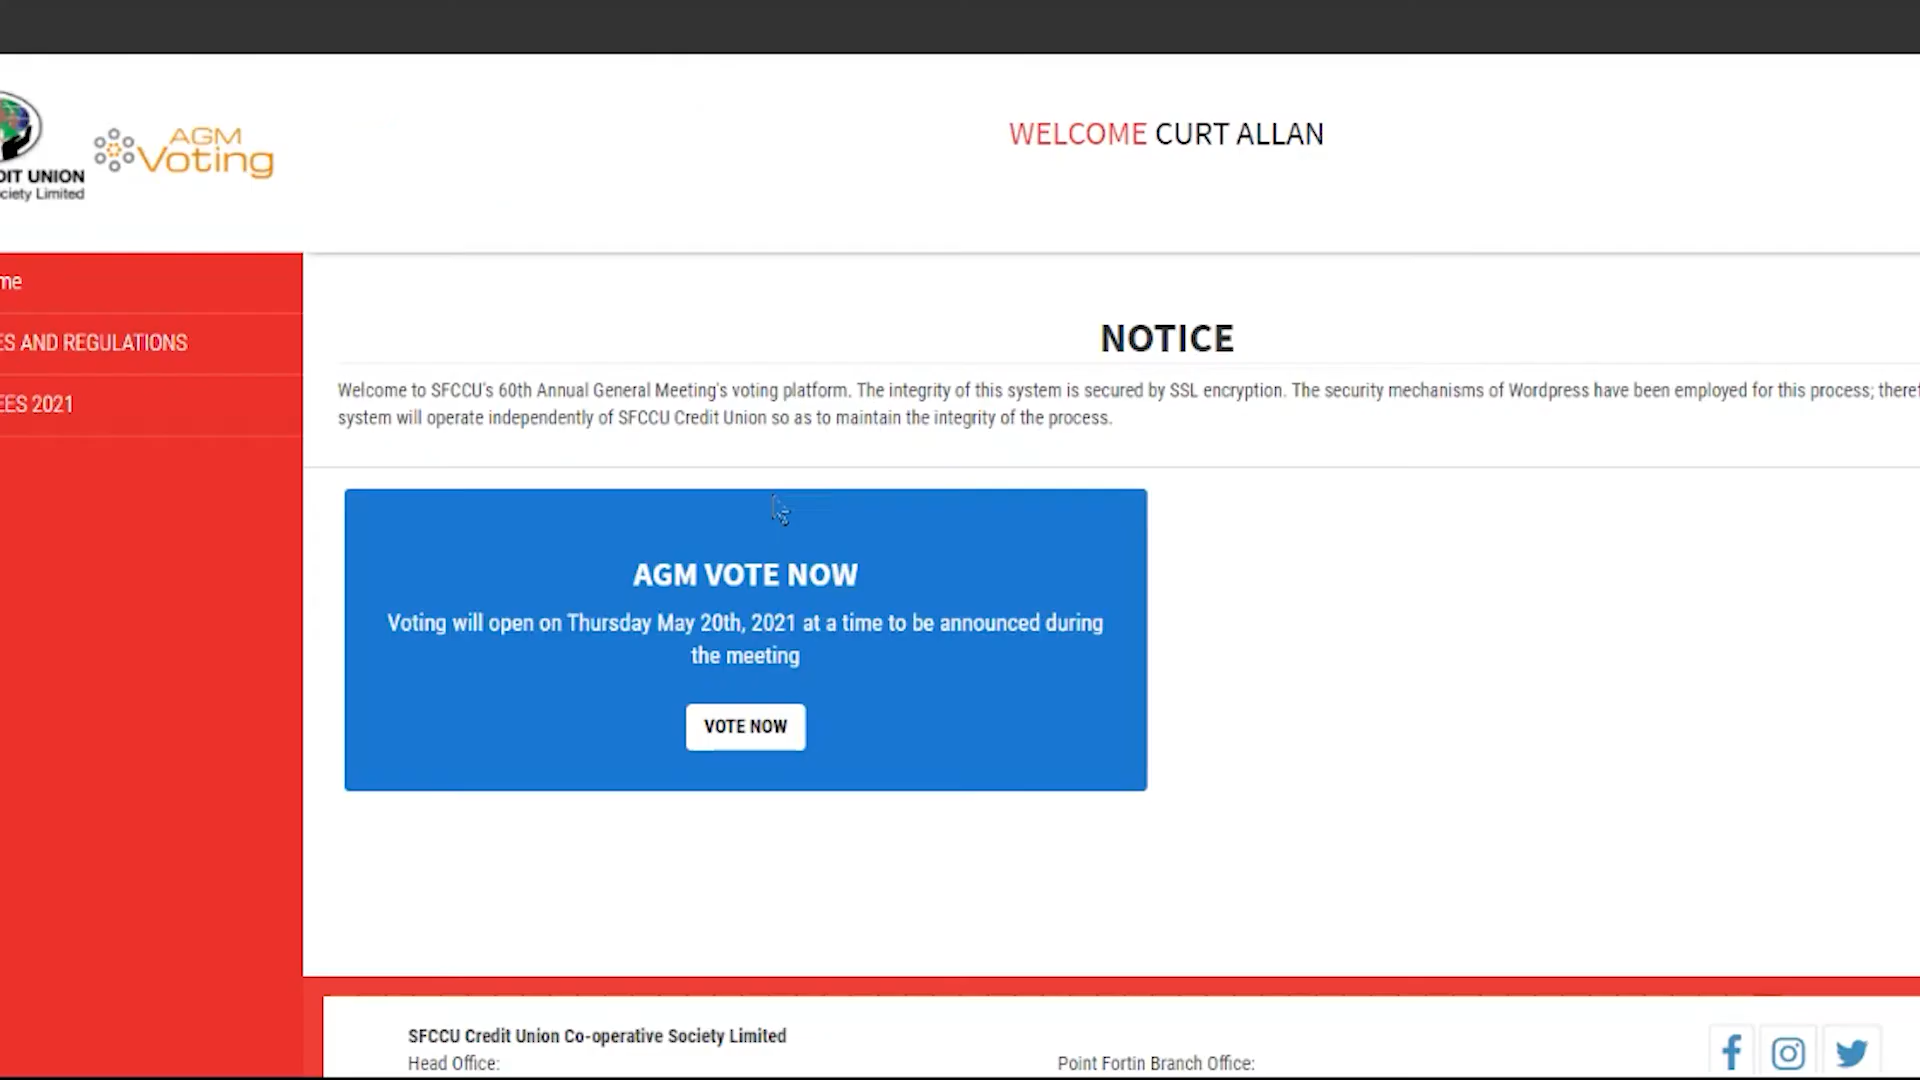 DIT UNION
ciety Limited
AGM
Voting
WELCOME CURT ALLAN
me
ES AND REGULATIONS
EES 2021
NOTICE
Welcome to SFCCU's 60th Annual General Meeting's voting platform. The integrity of this system is secured by SSL encryption. The security mechanisms of Wordpress have been employed for this process; theref
system will operate independently of SFCCU Credit Union so as to maintain the integrity of the process.
AGM VOTE NOW
Voting will open on Thursday May 20th, 2021 at a time to be announced during
the meeting
VOTE NOW
SFCCU Credit Union Co-operative Society Limited
Head Office:
Point Fortin Branch Office: